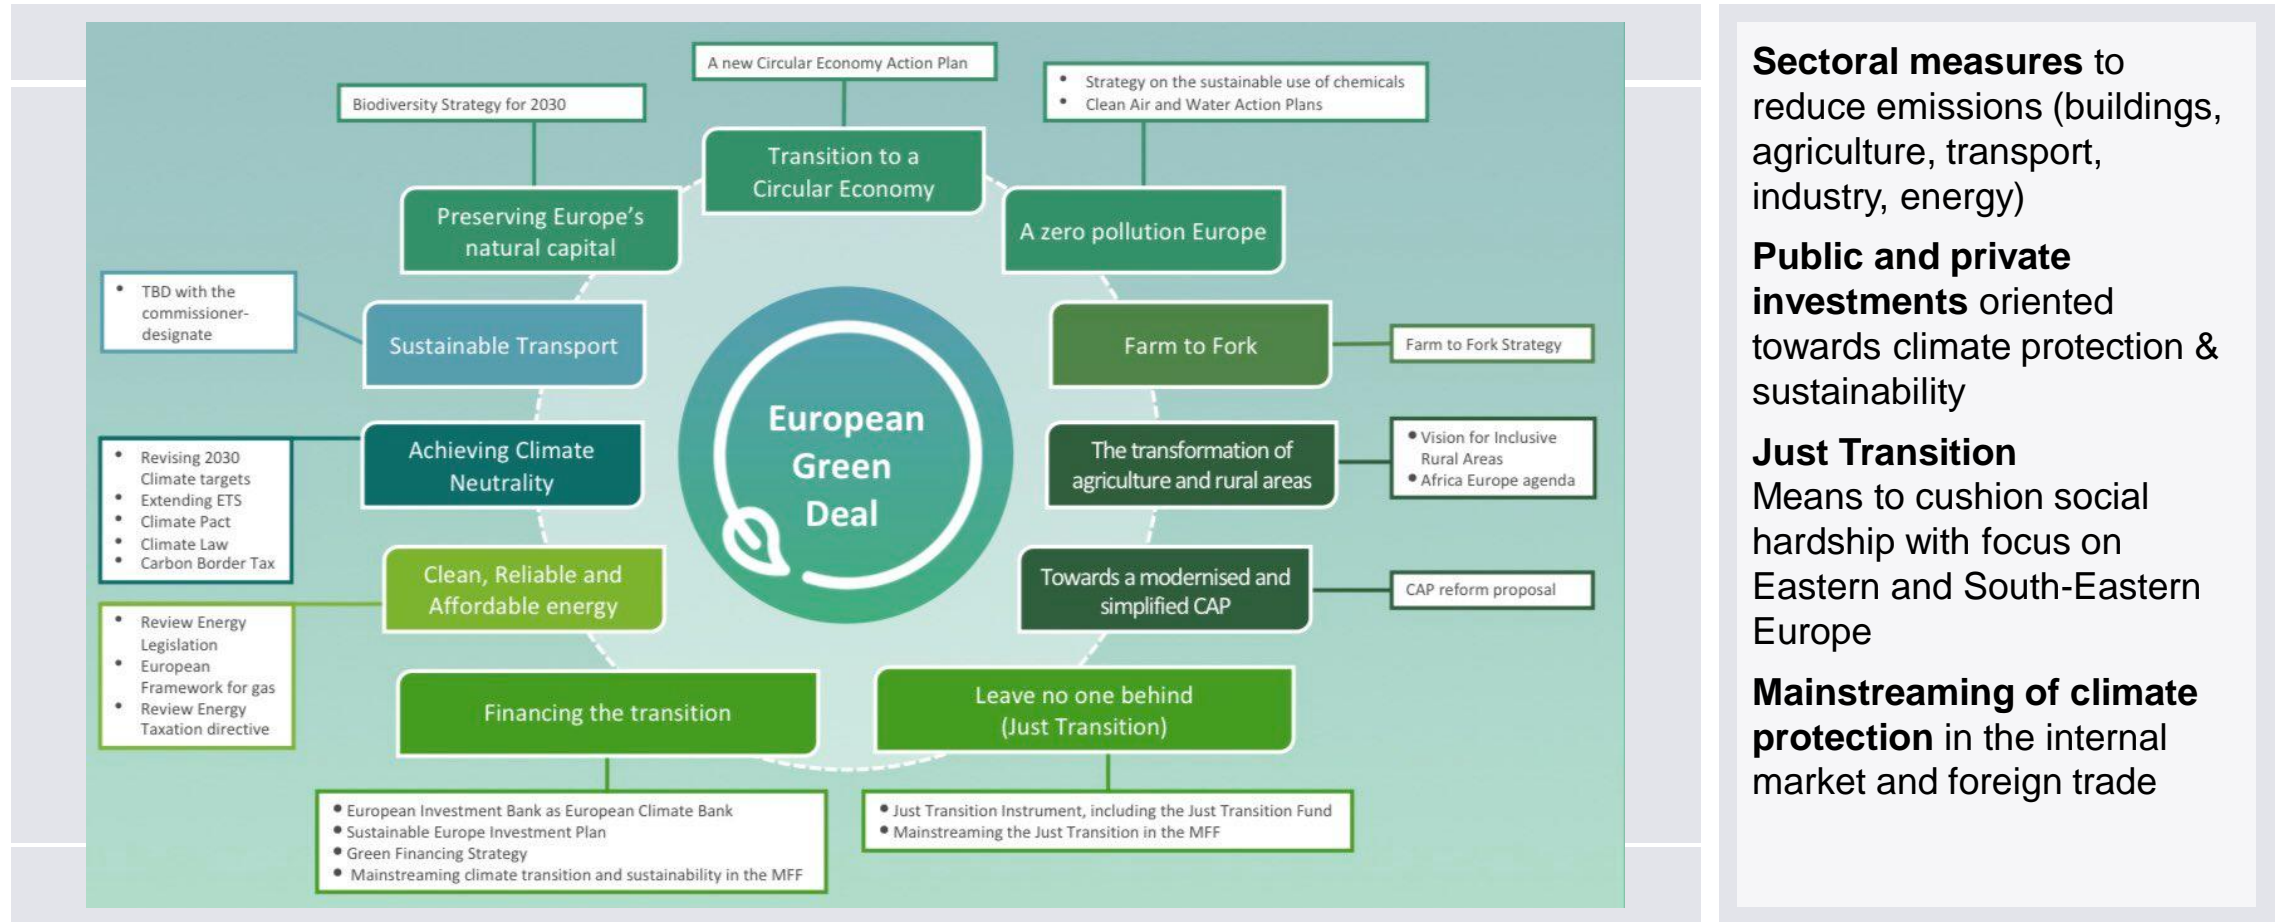 A new Circular Economy Action Plan
• Strategy on the sustainable use of chemicals
• Clean Air and Water Action Plans
Biodiversity Strategy for 2030
Transition to a
Circular Economy
Preserving Europe's
natural capital
A zero pollution Europe
• TBD with the
commissioner-
designate
Sustainable Transport
Farm to Fork
Farm to Fork Strategy
European
Green
Deal
Achieving Climate
Neutrality
• Revising 2030
Climate targets
• Extending ETS
• Climate Pact
• Climate Law
• Carbon Border Tax
The transformation of
agriculture and rural areas
• Vision for Inclusive
Rural Areas
• Africa Europe agenda
Clean, Reliable and
Affordable energy
• Review Energy
Legislation
• European
Framework for gas
• Review Energy
Taxation directive
Towards a modernised and
simplified CAP
CAP reform proposal
Financing the transition
• European Investment Bank as European Climate Bank
• Sustainable Europe Investment Plan
• Green Financing Strategy
• Mainstreaming climate transition and sustainability in the MFF
Leave no one behind
(Just Transition)
• Just Transition Instrument, including the Just Transition Fund
• Mainstreaming the Just Transition in the MFF
Sectoral measures to
reduce emissions (buildings,
agriculture, transport,
industry, energy)
Public and private
investments oriented
towards climate protection &
sustainability
Just Transition
Means to cushion social
hardship with focus on
Eastern and South-Eastern
Europe
Mainstreaming of climate
protection in the internal
market and foreign trade